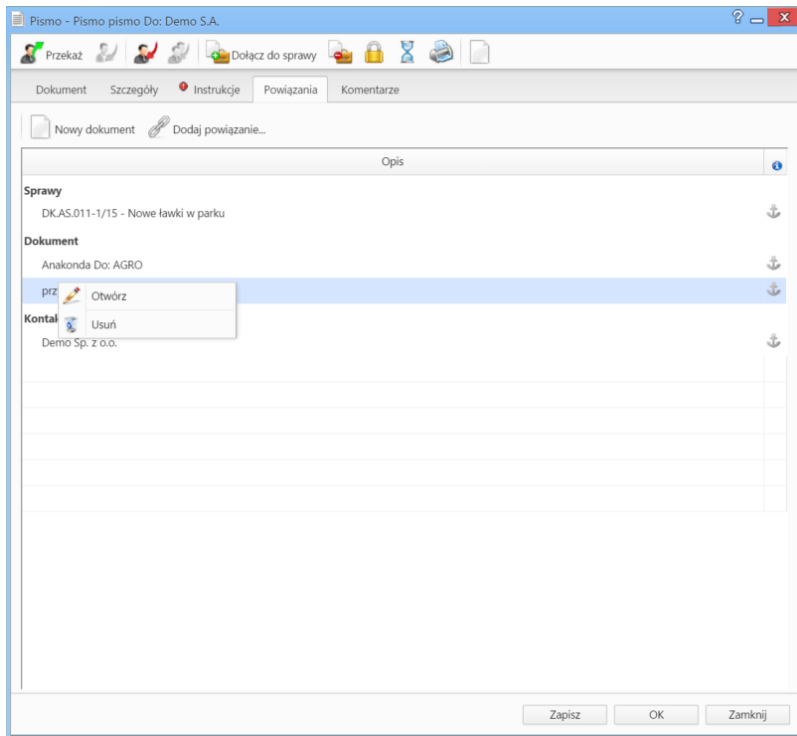 Pismo - Pismo pismo Do: Demo S.A.
Przekaż Dołącz do sprawy
Dokument Szczegóły Instrukcje Powiązania Komentarze
Nowy dokument Dodaj powiązanie...
Opis
Sprawy
DK.AS.011-1/15 - Nowe ławki w parku
Dokument
Anakonda Do: AGRO
prz
Otwórz
Kontak
Usuń
Demo Sp. z o.o.
Zapisz OK Zamknij